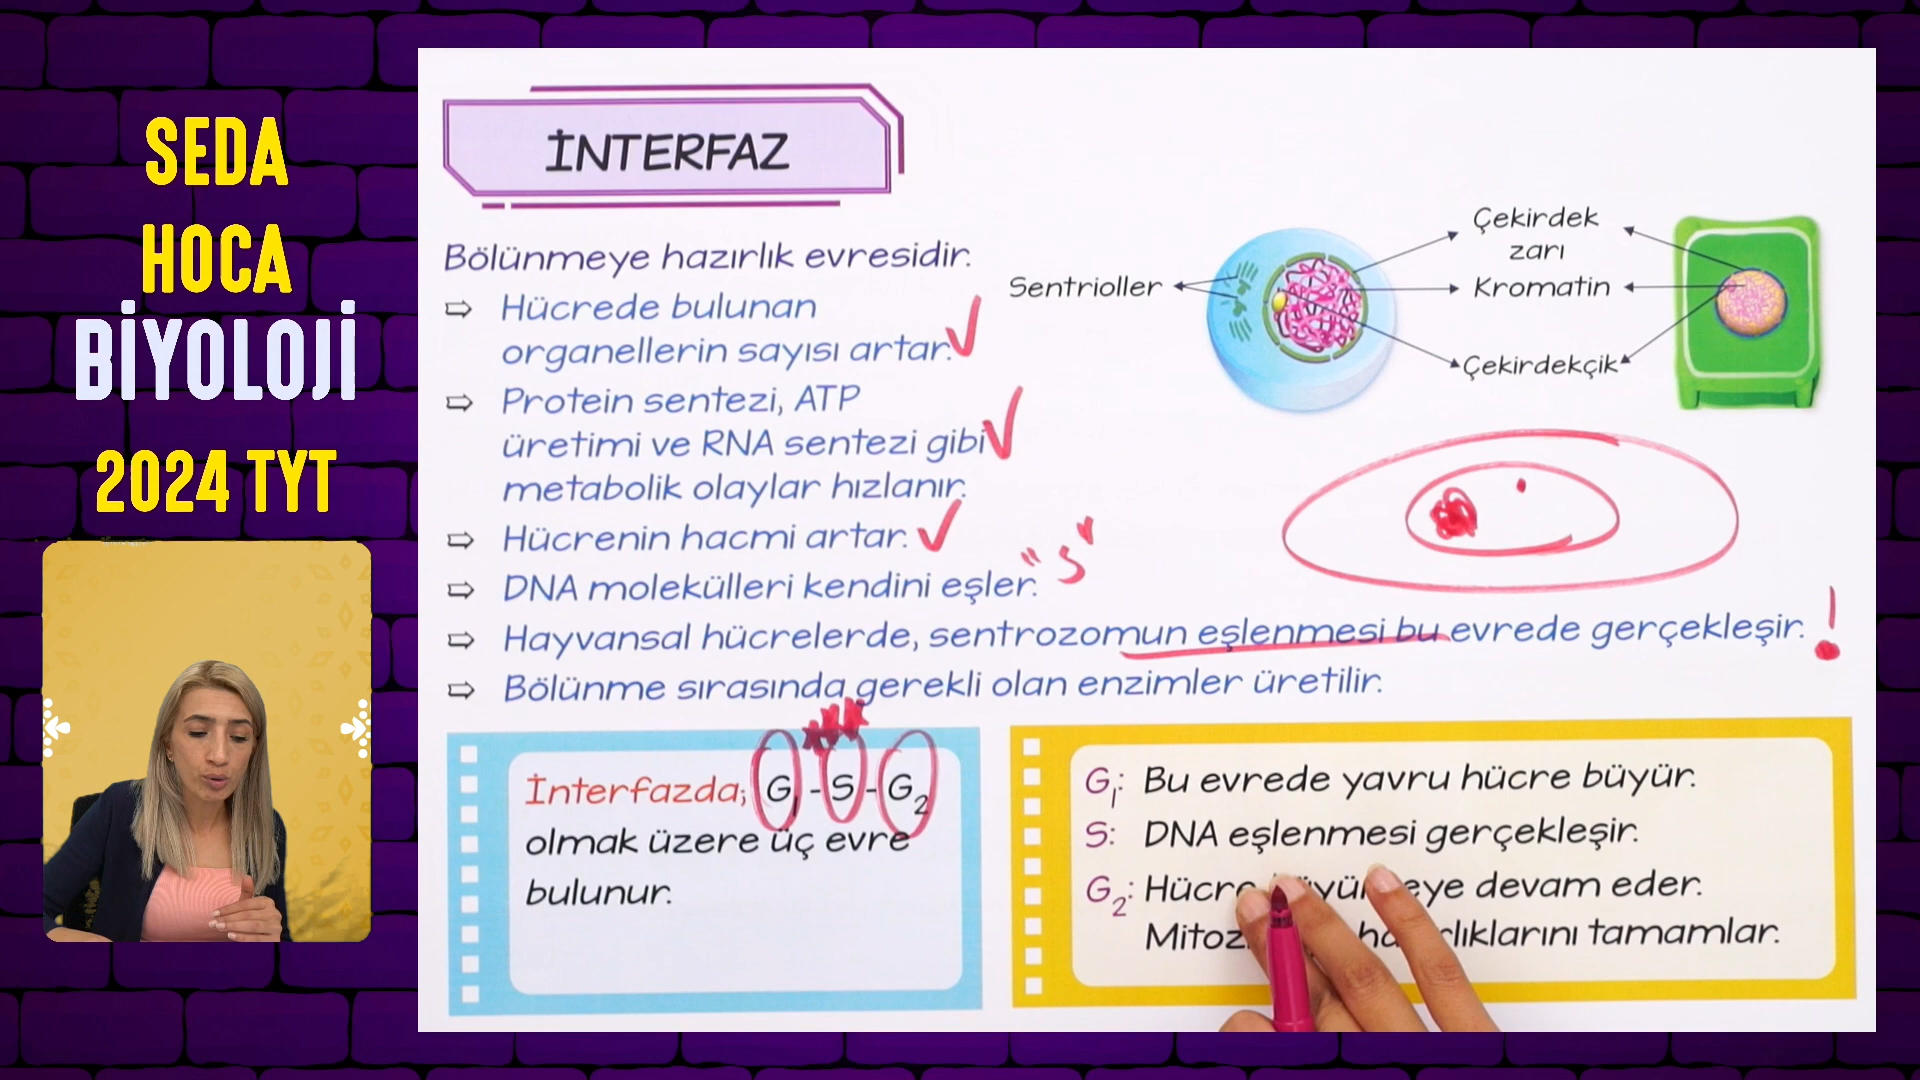 SEDA
HOCA
BİYOLOJİ
2024 TYT
İNTERFAZ
Bölünmeye hazırlık evresidir.
⇨ Hücrede bulunan
organellerin sayısı artar.
⇨ Protein sentezi, ATP
üretimi ve RNA sentezi gibi
metabolik olaylar hızlanır.
⇨ Hücrenin hacmi artar.
⇨ DNA molekülleri kendini eşler. "S"
⇨ Hayvansal hücrelerde, sentrozomun eşlenmesi bu evrede gerçekleşir. !
⇨ Bölünme sırasında gerekli olan enzimler üretilir.
Sentrioller
Çekirdek
zarı
Kromatin
Çekirdekçik
İnterfazda; G₁ - S - G₂
olmak üzere üç evre
bulunur.
G₁: Bu evrede yavru hücre büyür.
S: DNA eşlenmesi gerçekleşir.
G₂: devam eder.
tamamlar.